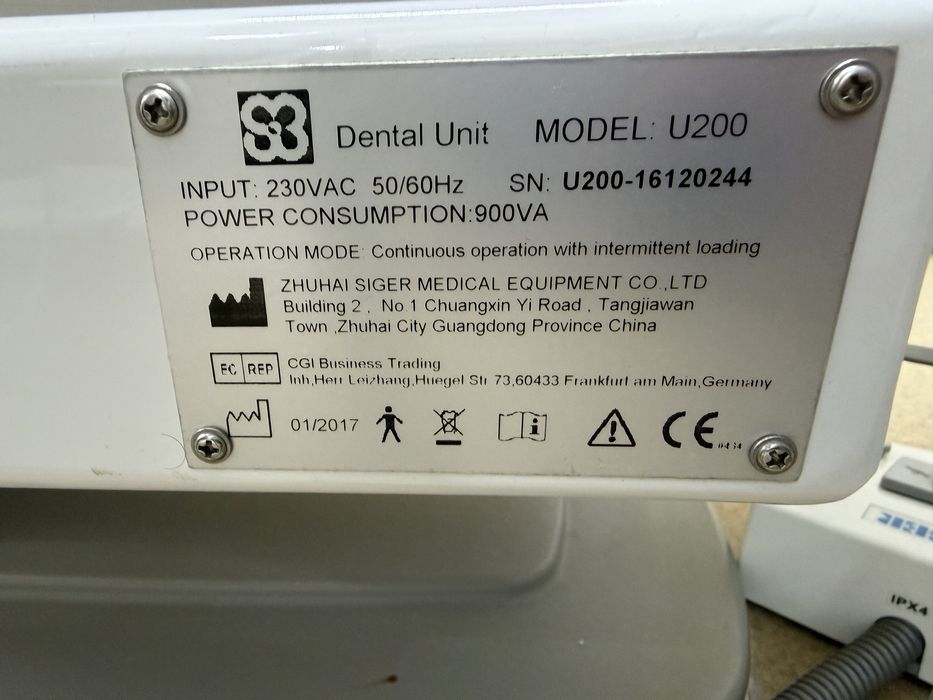 Dental Unit MODEL: U200
INPUT: 230VAC 50/60Hz SN: U200-16120244
POWER CONSUMPTION:900VA
OPERATION MODE: Continuous operation with intermittent loading
ZHUHAI SIGER MEDICAL EQUIPMENT CO.,LTD
Building 2 , No.1 Chuangxin Yi Road , Tangjiawan
Town ,Zhuhai City Guangdong Province China
EC REP CGI Business Trading
Inh,Herr Leizhang,Huegel Str 73,60433 Frankfurt am Main,Germany
01/2017 i CE
IPX4